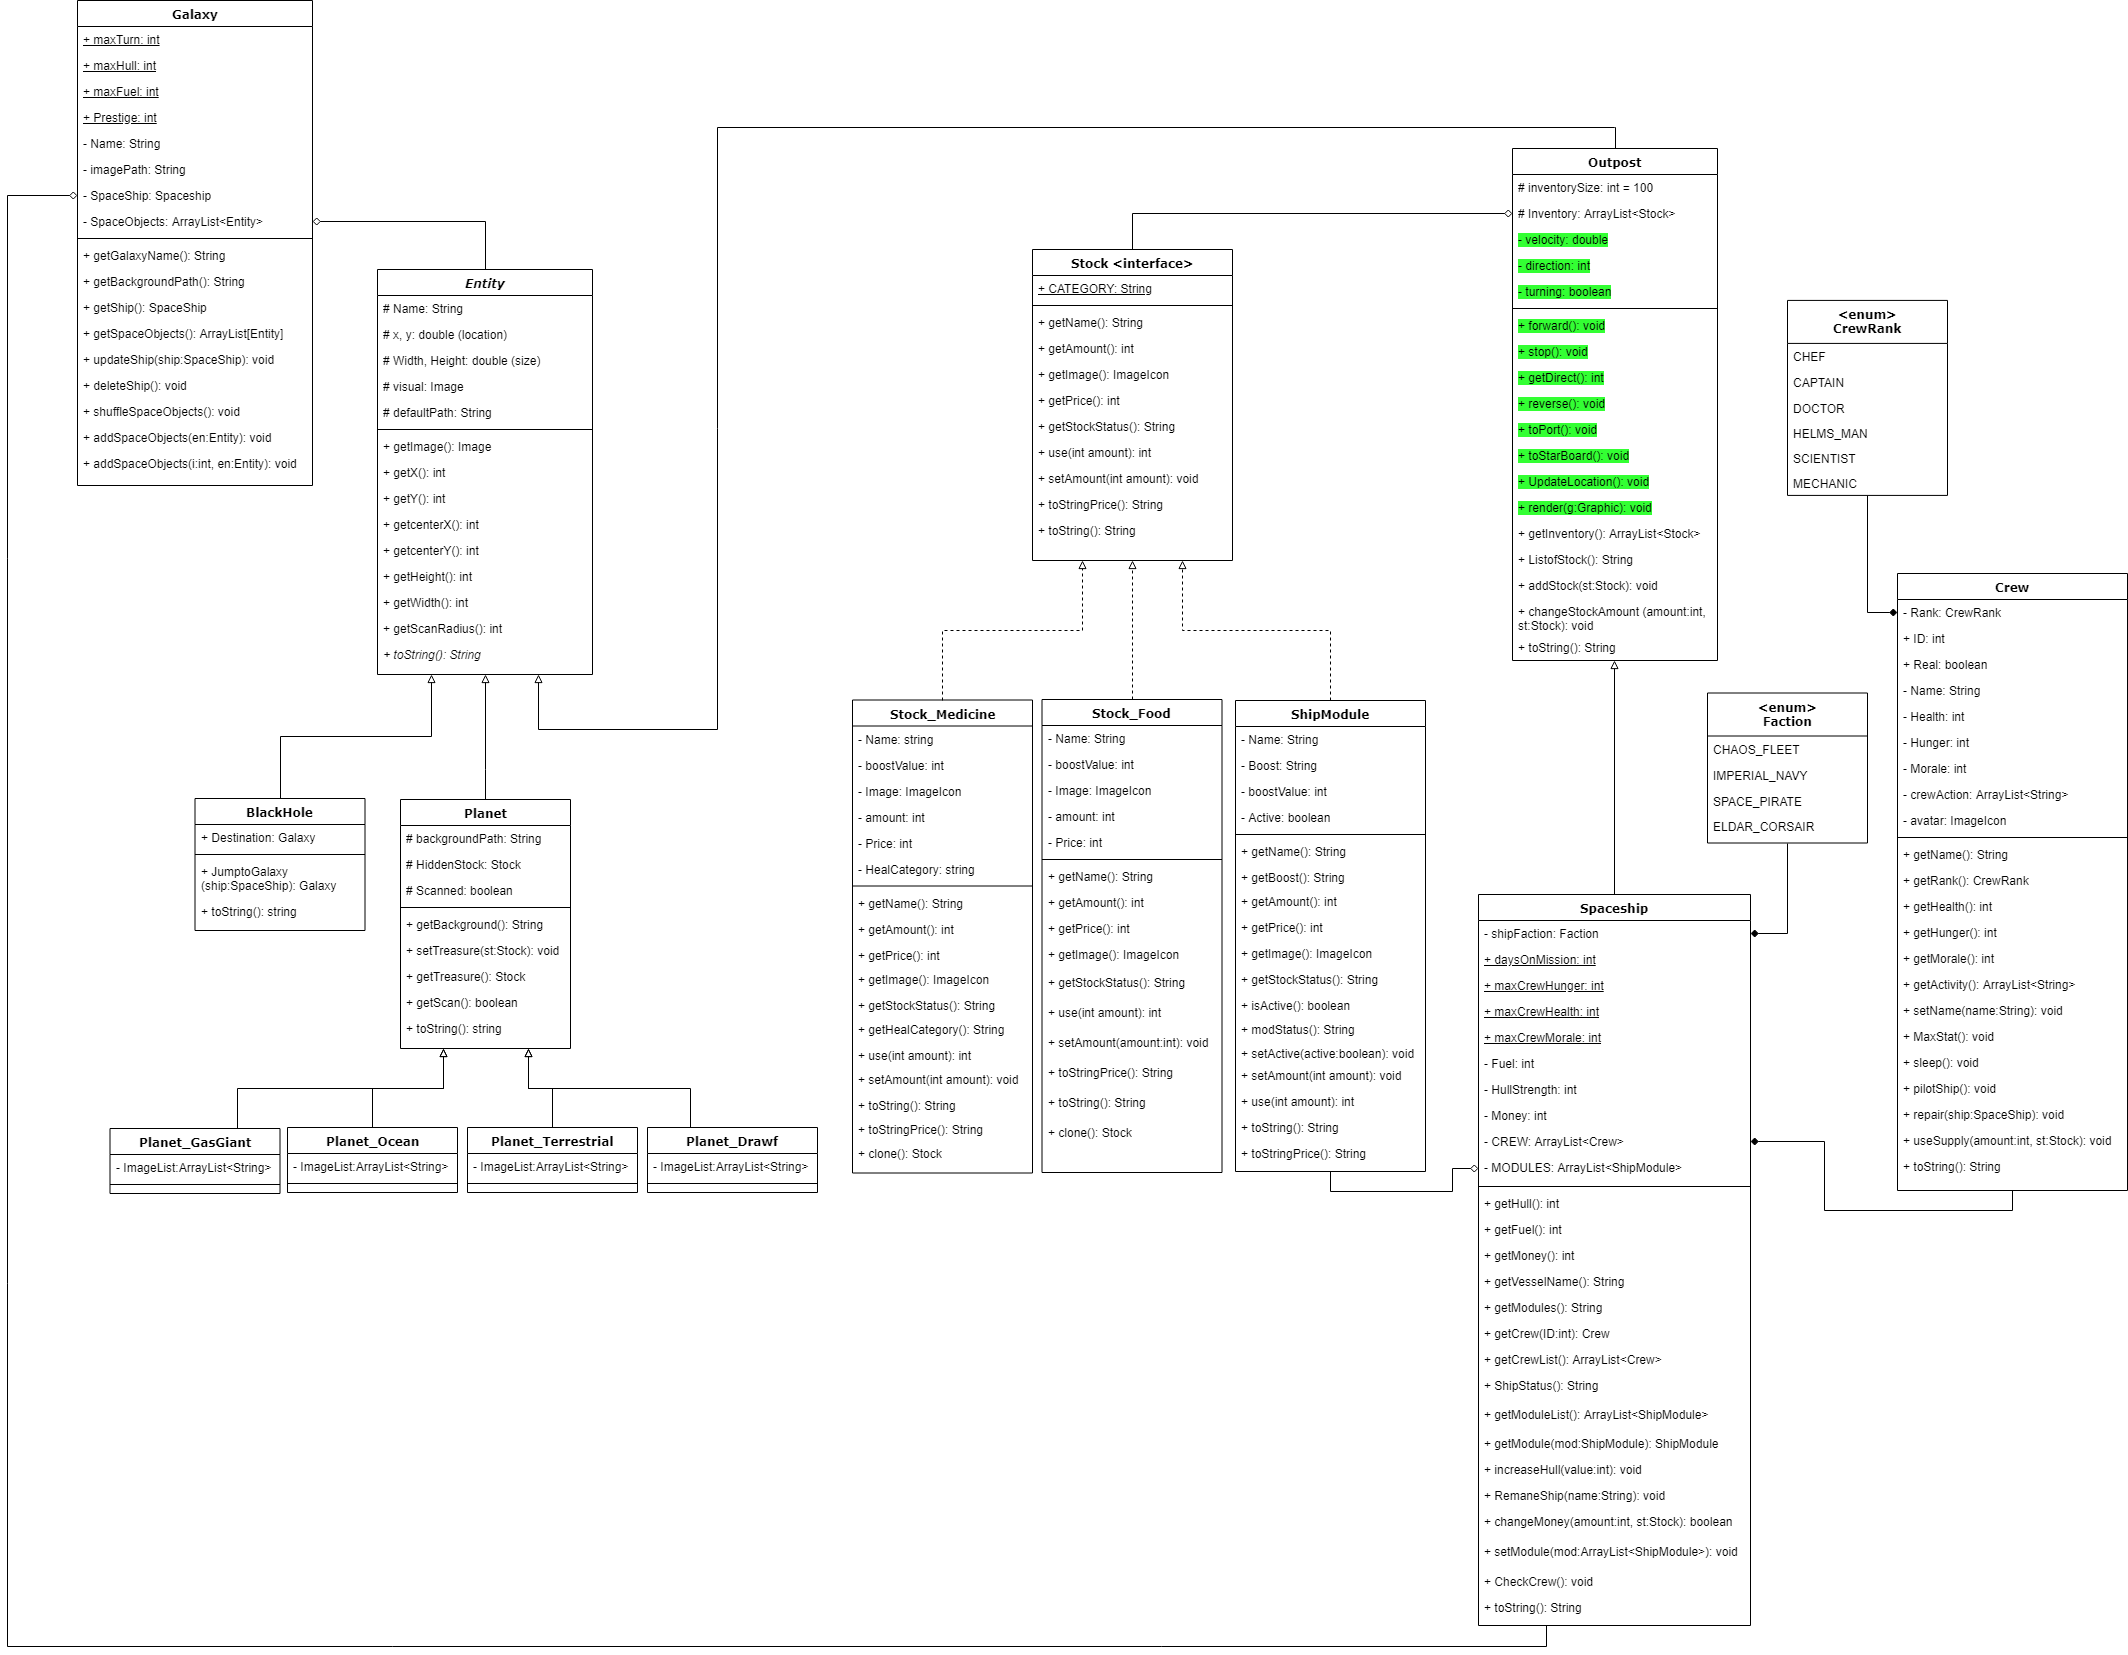 Galaxy
+ maxTurn: int
+ maxHull: int
+ maxFuel: int
+ Prestige: int
- Name: String
- imagePath: String
- SpaceShip: Spaceship
- SpaceObjects: ArrayList<Entity>
+ getGalaxyName(): String
+ getBackgroundPath(): String
+ getShip(): SpaceShip
+ getSpaceObjects(): ArrayList[Entity]
+ updateShip(ship:SpaceShip): void
+ deleteShip(): void
+ shuffleSpaceObjects(): void
+ addSpaceObjects(en:Entity): void
+ addSpaceObjects(i:int, en:Entity): void
Entity
# Name: String
# x, y: double (location)
# Width, Height: double (size)
# visual: Image
# defaultPath: String
+ getImage(): Image
+ getX(): int
+ getY(): int
+ getcenterX(): int
+ getcenterY(): int
+ getHeight(): int
+ getWidth(): int
+ getScanRadius(): int
+ toString(): String
BlackHole
+ Destination: Galaxy
+ JumptoGalaxy
(ship:SpaceShip): Galaxy
+ toString(): string
Planet
# backgroundPath: String
# HiddenStock: Stock
# Scanned: boolean
+ getBackground(): String
+ setTreasure(st:Stock): void
+ getTreasure(): Stock
+ getScan(): boolean
+ toString(): string
Planet_GasGiant
- ImageList:ArrayList<String>
Planet_Ocean
- ImageList:ArrayList<String>
Planet_Terrestrial
- ImageList:ArrayList<String>
Planet_Drawf
- ImageList:ArrayList<String>
Stock <interface>
+ CATEGORY: String
+ getName(): String
+ getAmount(): int
+ getImage(): ImageIcon
+ getPrice(): int
+ getStockStatus(): String
+ use(int amount): int
+ setAmount(int amount): void
+ toStringPrice(): String
+ toString(): String
Stock_Medicine
- Name: string
- boostValue: int
- Image: ImageIcon
- amount: int
- Price: int
- HealCategory: string
+ getName(): String
+ getAmount(): int
+ getPrice(): int
+ getImage(): ImageIcon
+ getStockStatus(): String
+ getHealCategory(): String
+ use(int amount): int
+ setAmount(int amount): void
+ toString(): String
+ toStringPrice(): String
+ clone(): Stock
Stock_Food
- Name: String
- boostValue: int
- Image: ImageIcon
- amount: int
- Price: int
+ getName(): String
+ getAmount(): int
+ getPrice(): int
+ getImage(): ImageIcon
+ getStockStatus(): String
+ use(int amount): int
+ setAmount(amount:int): void
+ toStringPrice(): String
+ toString(): String
+ clone(): Stock
ShipModule
- Name: String
- Boost: String
- boostValue: int
- Active: boolean
+ getName(): String
+ getBoost(): String
+ getAmount(): int
+ getPrice(): int
+ getImage(): ImageIcon
+ getStockStatus(): String
+ isActive(): boolean
+ modStatus(): String
+ setActive(active:boolean): void
+ setAmount(int amount): void
+ use(int amount): int
+ toString(): String
+ toStringPrice(): String
Outpost
# inventorySize: int = 100
# Inventory: ArrayList<Stock>
- velocity: double
- direction: int
- turning: boolean
+ forward(): void
+ stop(): void
+ getDirect(): int
+ reverse(): void
+ toPort(): void
+ toStarBoard(): void
+ UpdateLocation(): void
+ render(g:Graphic): void
+ getInventory(): ArrayList<Stock>
+ ListofStock(): String
+ addStock(st:Stock): void
+ changeStockAmount (amount:int,
st:Stock): void
+ toString(): String
<enum>
CrewRank
CHEF
CAPTAIN
DOCTOR
HELMS_MAN
SCIENTIST
MECHANIC
<enum>
Faction
CHAOS_FLEET
IMPERIAL_NAVY
SPACE_PIRATE
ELDAR_CORSAIR
Crew
- Rank: CrewRank
+ ID: int
+ Real: boolean
- Name: String
- Health: int
- Hunger: int
- Morale: int
- crewAction: ArrayList<String>
- avatar: ImageIcon
+ getName(): String
+ getRank(): CrewRank
+ getHealth(): int
+ getHunger(): int
+ getMorale(): int
+ getActivity(): ArrayList<String>
+ setName(name:String): void
+ MaxStat(): void
+ sleep(): void
+ pilotShip(): void
+ repair(ship:SpaceShip): void
+ useSupply(amount:int, st:Stock): void
+ toString(): String
Spaceship
- shipFaction: Faction
+ daysOnMission: int
+ maxCrewHunger: int
+ maxCrewHealth: int
+ maxCrewMorale: int
- Fuel: int
- HullStrength: int
- Money: int
- CREW: ArrayList<Crew>
- MODULES: ArrayList<ShipModule>
+ getHull(): int
+ getFuel(): int
+ getMoney(): int
+ getVesselName(): String
+ getModules(): String
+ getCrew(ID:int): Crew
+ getCrewList(): ArrayList<Crew>
+ ShipStatus(): String
+ getModuleList(): ArrayList<ShipModule>
+ getModule(mod:ShipModule): ShipModule
+ increaseHull(value:int): void
+ RemaneShip(name:String): void
+ changeMoney(amount:int, st:Stock): boolean
+ setModule(mod:ArrayList<ShipModule>): void
+ CheckCrew(): void
+ toString(): String